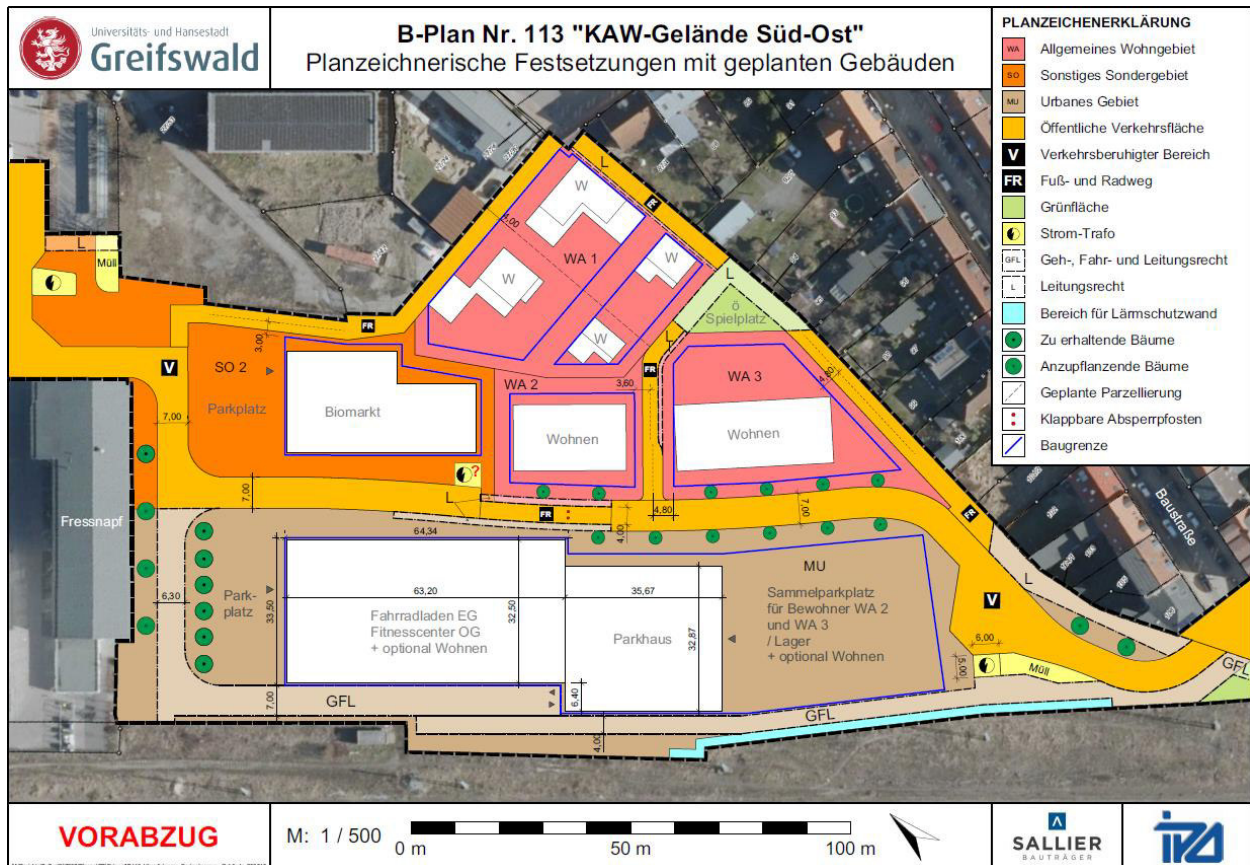 Universitäts- und Hansestadt
Greifswald
B-Plan Nr. 113 "KAW-Gelände Süd-Ost"
Planzeichnerische Festsetzungen mit geplanten Gebäuden
PLANZEICHENERKLÄRUNG
WA Allgemeines Wohngebiet
SO Sonstiges Sondergebiet
MU Urbanes Gebiet
Öffentliche Verkehrsfläche
V Verkehrsberuhigter Bereich
FR Fuß- und Radweg
Grünfläche
Strom-Trafo
GFL Geh-, Fahr- und Leitungsrecht
L Leitungsrecht
Bereich für Lärmschutzwand
Zu erhaltende Bäume
Anzupflanzende Bäume
Geplante Parzellierung
Klappbare Absperrpfosten
Baugrenze
L
FR
W
4,00
WA 1
W
W
W
L
Müll
L
ö
Spielplatz
3,00
FR
V
SO 2
Parkplatz
Biomarkt
7,00
WA 2
3,60
L
FR
WA 3
4,80
Wohnen
Wohnen
?
7,00
L
FR
4,00
4,80
7,00
FR
Baustraße
Fressnapf
64,34
6,30
Park-
platz
33,50
63,20
32,50
35,67
Fahrradladen EG
Fitnesscenter OG
+ optional Wohnen
Parkhaus
32,87
MU
Sammelparkplatz
für Bewohner WA 2
und WA 3
/ Lager
+ optional Wohnen
V
L
6,00
5,00
Müll
GFL
7,00
GFL
6,40
4,00
GFL
VORABZUG
M: 1 / 500
0 m
50 m
100 m
SALLIER
BAUTRÄGER